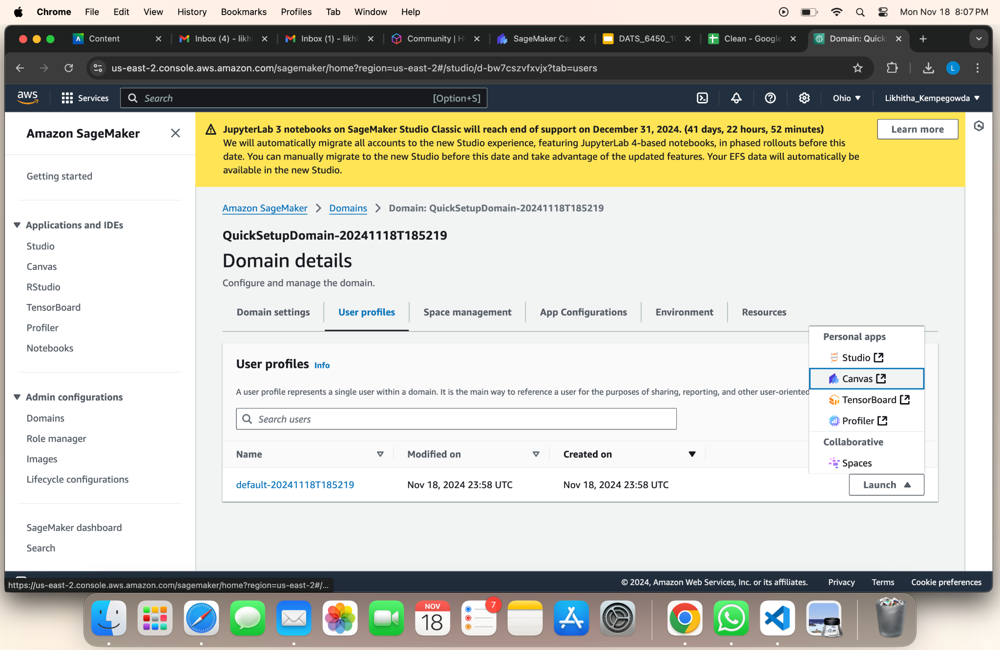 Chrome File Edit View History Bookmarks Profiles Tab Window Help Mon Nov 18 8:07 PM
Content Inbox (4) - likhi Inbox (1) - likhi Community | H SageMaker Ca DATS_6450_10 Clean - Google Domain: Quick
us-east-2.console.aws.amazon.com/sagemaker/home?region=us-east-2#/studio/d-bw7cszvfxvjx?tab=users L
aws Services Search [Option+S] Ohio Likhitha_Kempegowda
Amazon SageMaker
Getting started
Applications and IDEs
Studio
Canvas
RStudio
TensorBoard
Profiler
Notebooks
Admin configurations
Domains
Role manager
Images
Lifecycle configurations
SageMaker dashboard
Search
JupyterLab 3 notebooks on SageMaker Studio Classic will reach end of support on December 31, 2024. (41 days, 22 hours, 52 minutes)
We will automatically migrate all accounts to the new Studio experience, featuring JupyterLab 4-based notebooks, in phased rollouts before this
date. You can manually migrate to the new Studio before this date and take advantage of the updated features. Your EFS data will automatically be
available in the new Studio.
Learn more
Amazon SageMaker > Domains > Domain: QuickSetupDomain-20241118T185219
QuickSetupDomain-20241118T185219
Domain details
Configure and manage the domain.
Domain settings User profiles Space management App Configurations Environment Resources
User profiles Info
A user profile represents a single user within a domain. It is the main way to reference a user for the purposes of sharing, reporting, and other user-oriented
Search users
Name Modified on Created on
default-20241118T185219 Nov 18, 2024 23:58 UTC Nov 18, 2024 23:58 UTC
Personal apps
Studio
Canvas
TensorBoard
Profiler
Collaborative
Spaces
Launch
https://us-east-2.console.aws.amazon.com/sagemaker/home?region=us-east-2#/...
© 2024, Amazon Web Services, Inc. or its affiliates. Privacy Terms Cookie preferences
NOV
18
7